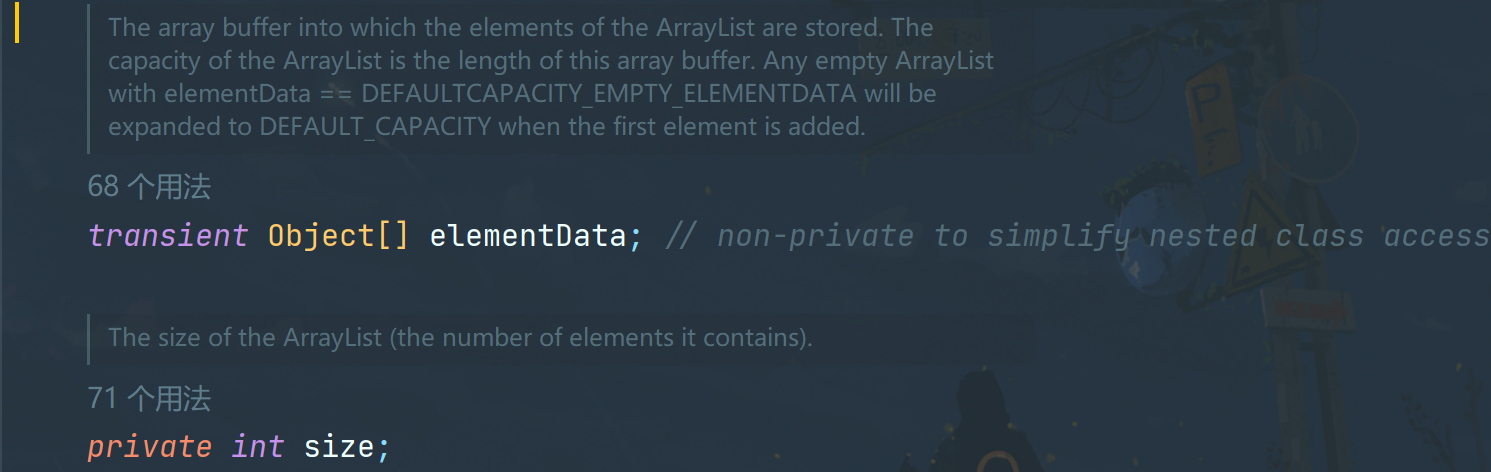 The array buffer into which the elements of the ArrayList are stored. The
capacity of the ArrayList is the length of this array buffer. Any empty ArrayList
with elementData == DEFAULTCAPACITY_EMPTY_ELEMENTDATA will be
expanded to DEFAULT_CAPACITY when the first element is added.
68 个用法
transient Object[] elementData; // non-private to simplify nested class access
The size of the ArrayList (the number of elements it contains).
71 个用法
private int size;